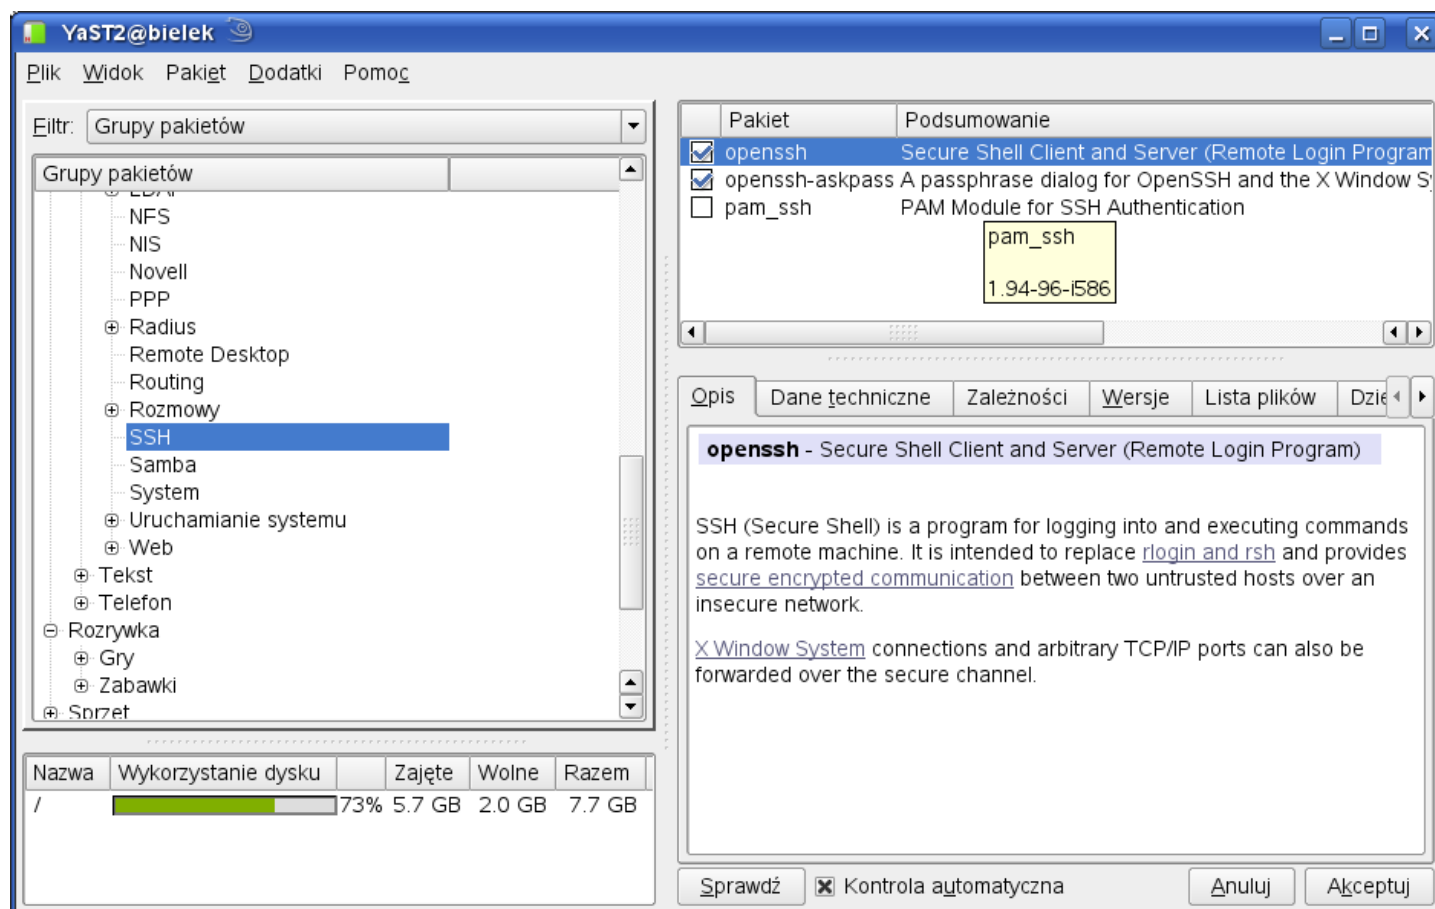 YaST2@bielek
Plik Widok Pakiet Dodatki Pomoc
Filtr: Grupy pakietów
Grupy pakietów
LDAP
NFS
NIS
Novell
PPP
Radius
Remote Desktop
Routing
Rozmowy
SSH
Samba
System
Uruchamianie systemu
Web
Tekst
Telefon
Rozrywka
Gry
Zabawki
Sprzęt
Nazwa Wykorzystanie dysku Zajęte Wolne Razem
/ 73% 5.7 GB 2.0 GB 7.7 GB
Pakiet Podsumowanie
openssh Secure Shell Client and Server (Remote Login Program
openssh-askpass A passphrase dialog for OpenSSH and the X Window S
pam_ssh PAM Module for SSH Authentication
pam_ssh
1.94-96-i586
Opis Dane techniczne Zależności Wersje Lista plików Dzie
openssh - Secure Shell Client and Server (Remote Login Program)
SSH (Secure Shell) is a program for logging into and executing commands
on a remote machine. It is intended to replace rlogin and rsh and provides
secure encrypted communication between two untrusted hosts over an
insecure network.
X Window System connections and arbitrary TCP/IP ports can also be
forwarded over the secure channel.
Sprawdź Kontrola automatyczna Anuluj Akceptuj